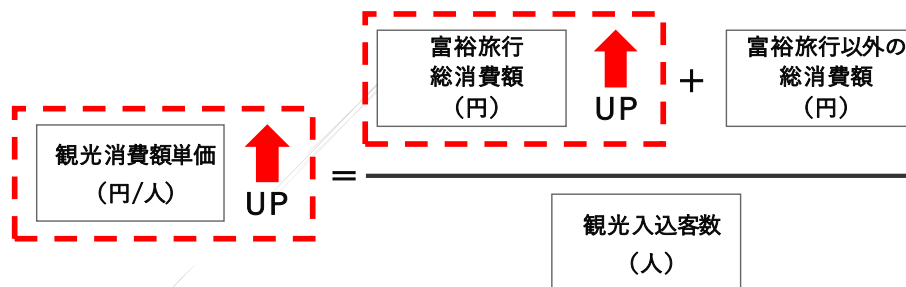 富裕旅行
総消費額
（円）
UP
+
富裕旅行以外の
総消費額
（円）
観光消費額単価
（円/人）
UP
=
観光入込客数
（人）